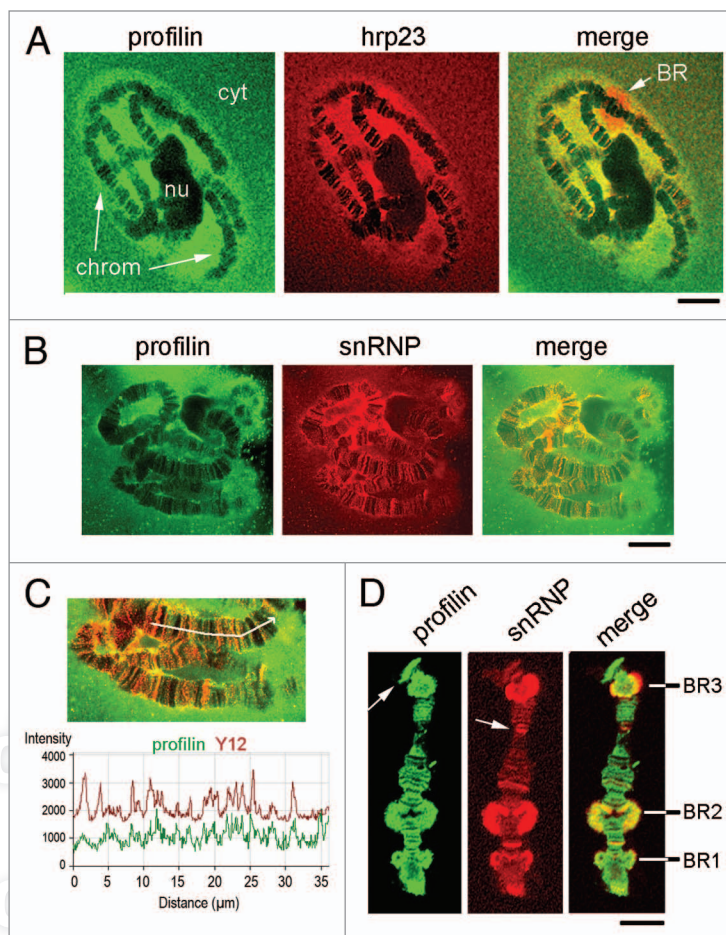 A
profilin hrp23 merge
cyt
BR
nu
chrom
B
profilin snRNP merge
C
Intensity
profilin Y12
4000
3000
2000
1000
0
0 5 10 15 20 25 30 35
Distance (µm)
D
profilin snRNP merge
BR3
BR2
BR1